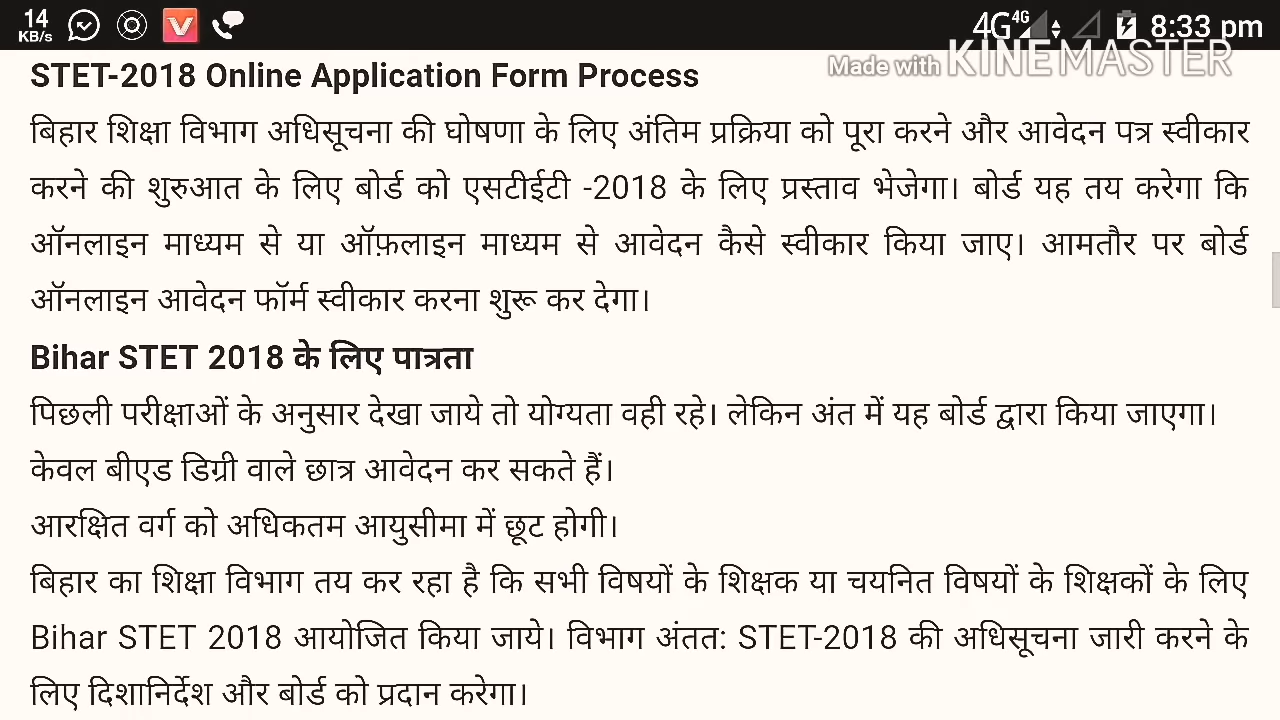 14
KB/s
4G 4G 8:33 pm
Made with KINEMASTER
STET-2018 Online Application Form Process
बिहार शिक्षा विभाग अधिसूचना की घोषणा के लिए अंतिम प्रक्रिया को पूरा करने और आवेदन पत्र स्वीकार
करने की शुरुआत के लिए बोर्ड को एसटीईटी -2018 के लिए प्रस्ताव भेजेगा। बोर्ड यह तय करेगा कि
ऑनलाइन माध्यम से या ऑफ़लाइन माध्यम से आवेदन कैसे स्वीकार किया जाए। आमतौर पर बोर्ड
ऑनलाइन आवेदन फॉर्म स्वीकार करना शुरू कर देगा।
Bihar STET 2018 के लिए पात्रता
पिछली परीक्षाओं के अनुसार देखा जाये तो योग्यता वही रहे। लेकिन अंत में यह बोर्ड द्वारा किया जाएगा।
केवल बीएड डिग्री वाले छात्र आवेदन कर सकते हैं।
आरक्षित वर्ग को अधिकतम आयुसीमा में छूट होगी।
बिहार का शिक्षा विभाग तय कर रहा है कि सभी विषयों के शिक्षक या चयनित विषयों के शिक्षकों के लिए
Bihar STET 2018 आयोजित किया जाये। विभाग अंतत: STET-2018 की अधिसूचना जारी करने के
लिए दिशानिर्देश और बोर्ड को प्रदान करेगा।